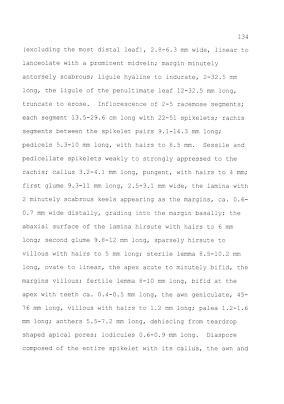 134
(excluding the most distal leaf), 2.8-6.3 mm wide, linear to
lanceolate with a prominent midvein; margin minutely
antorsely scabrous; ligule hyaline to indurate, 2-32.5 mm
long, the ligule of the penultimate leaf 12-32.5 mm long,
truncate to erose. Inflorescence of 2-5 racemose segments;
each segment 13.5-29.6 cm long with 22-51 spikelets; rachis
segments between the spikelet pairs 9.1-14.3 mm long;
pedicels 5.3-10 mm long, with hairs to 8.5 mm. Sessile and
pedicellate spikelets weakly to strongly appressed to the
rachis; callus 3.2-4.1 mm long, pungent, with hairs to 4 mm;
first glume 9.3-11 mm long, 2.5-3.1 mm wide, the lamina with
2 minutely scabrous keels appearing as the margins, ca. 0.6-
0.7 mm wide distally, grading into the margin basally; the
abaxial surface of the lamina hirsute with hairs to 6 mm
long; second glume 9.8-12 mm long, sparsely hirsute to
villous with hairs to 5 mm long; sterile lemma 8.5-10.2 mm
long, ovate to linear, the apex acute to minutely bifid, the
margins villous; fertile lemma 8-10 mm long, bifid at the
apex with teeth ca. 0.4-0.5 mm long, the awn geniculate, 45-
76 mm long, villous with hairs to 1.2 mm long; palea 1.2-1.6
mm long; anthers 5.5-7.2 mm long, dehiscing from teardrop
shaped apical pores; lodicules 0.6-0.9 mm long. Diaspore
composed of the entire spikelet with its callus, the awn and